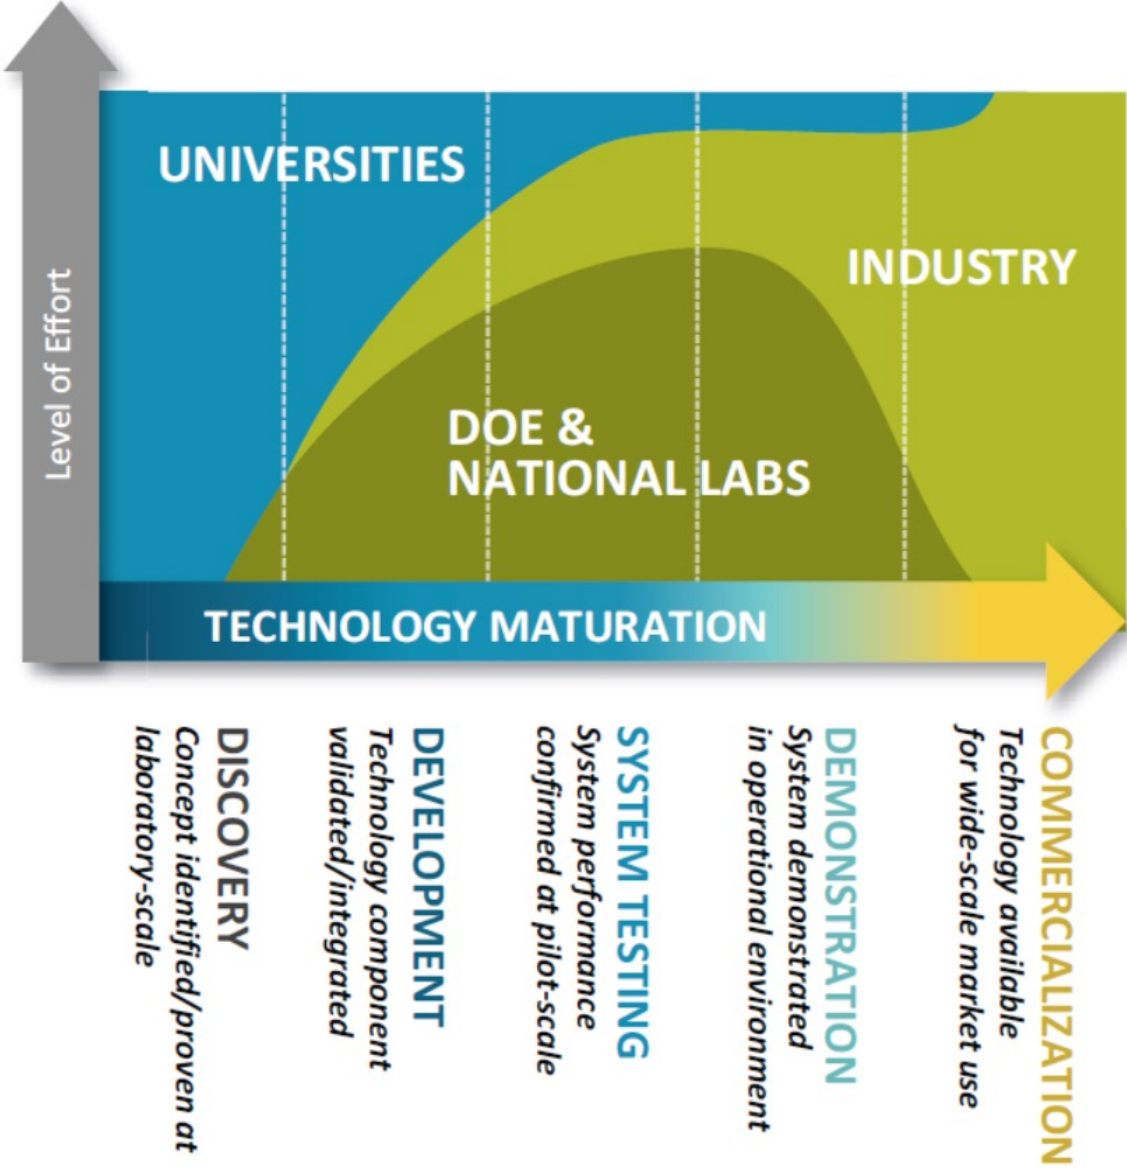 UNIVERSITIES
INDUSTRY
Level of Effort
DOE &
NATIONAL LABS
TECHNOLOGY MATURATION
DISCOVERY
Concept identified/proven at
laboratory-scale
DEVELOPMENT
Technology component
validated/integrated
SYSTEM TESTING
System performance
confirmed at pilot-scale
DEMONSTRATION
System demonstrated
in operational environment
COMMERCIALIZATION
Technology available
for wide-scale market use